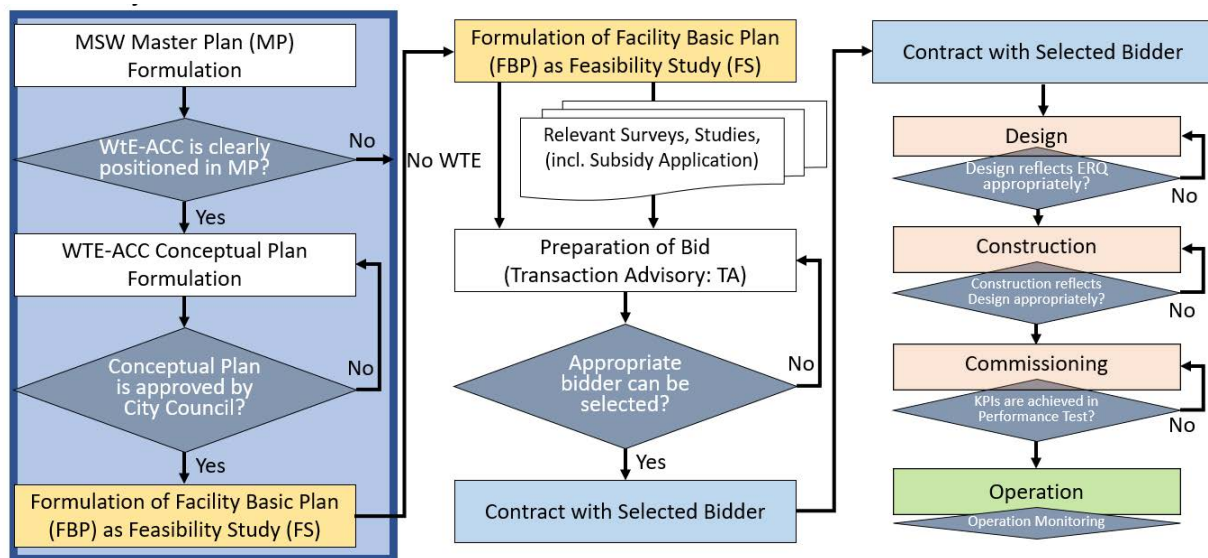 MSW Master Plan (MP)
Formulation
WtE-ACC is clearly
positioned in MP?
No
No WTE
Yes
WTE-ACC Conceptual Plan
Formulation
Conceptual Plan
is approved by
City Council?
No
Yes
Formulation of Facility Basic Plan
(FBP) as Feasibility Study (FS)
Formulation of Facility Basic Plan
(FBP) as Feasibility Study (FS)
Relevant Surveys, Studies,
(incl. Subsidy Application)
Preparation of Bid
(Transaction Advisory: TA)
Appropriate
bidder can be
selected?
No
Yes
Contract with Selected Bidder
Contract with Selected Bidder
Design
Design reflects ERQ
appropriately?
No
Construction
Construction reflects
Design appropriately?
No
Commissioning
KPIs are achieved in
Performance Test?
No
Operation
Operation Monitoring